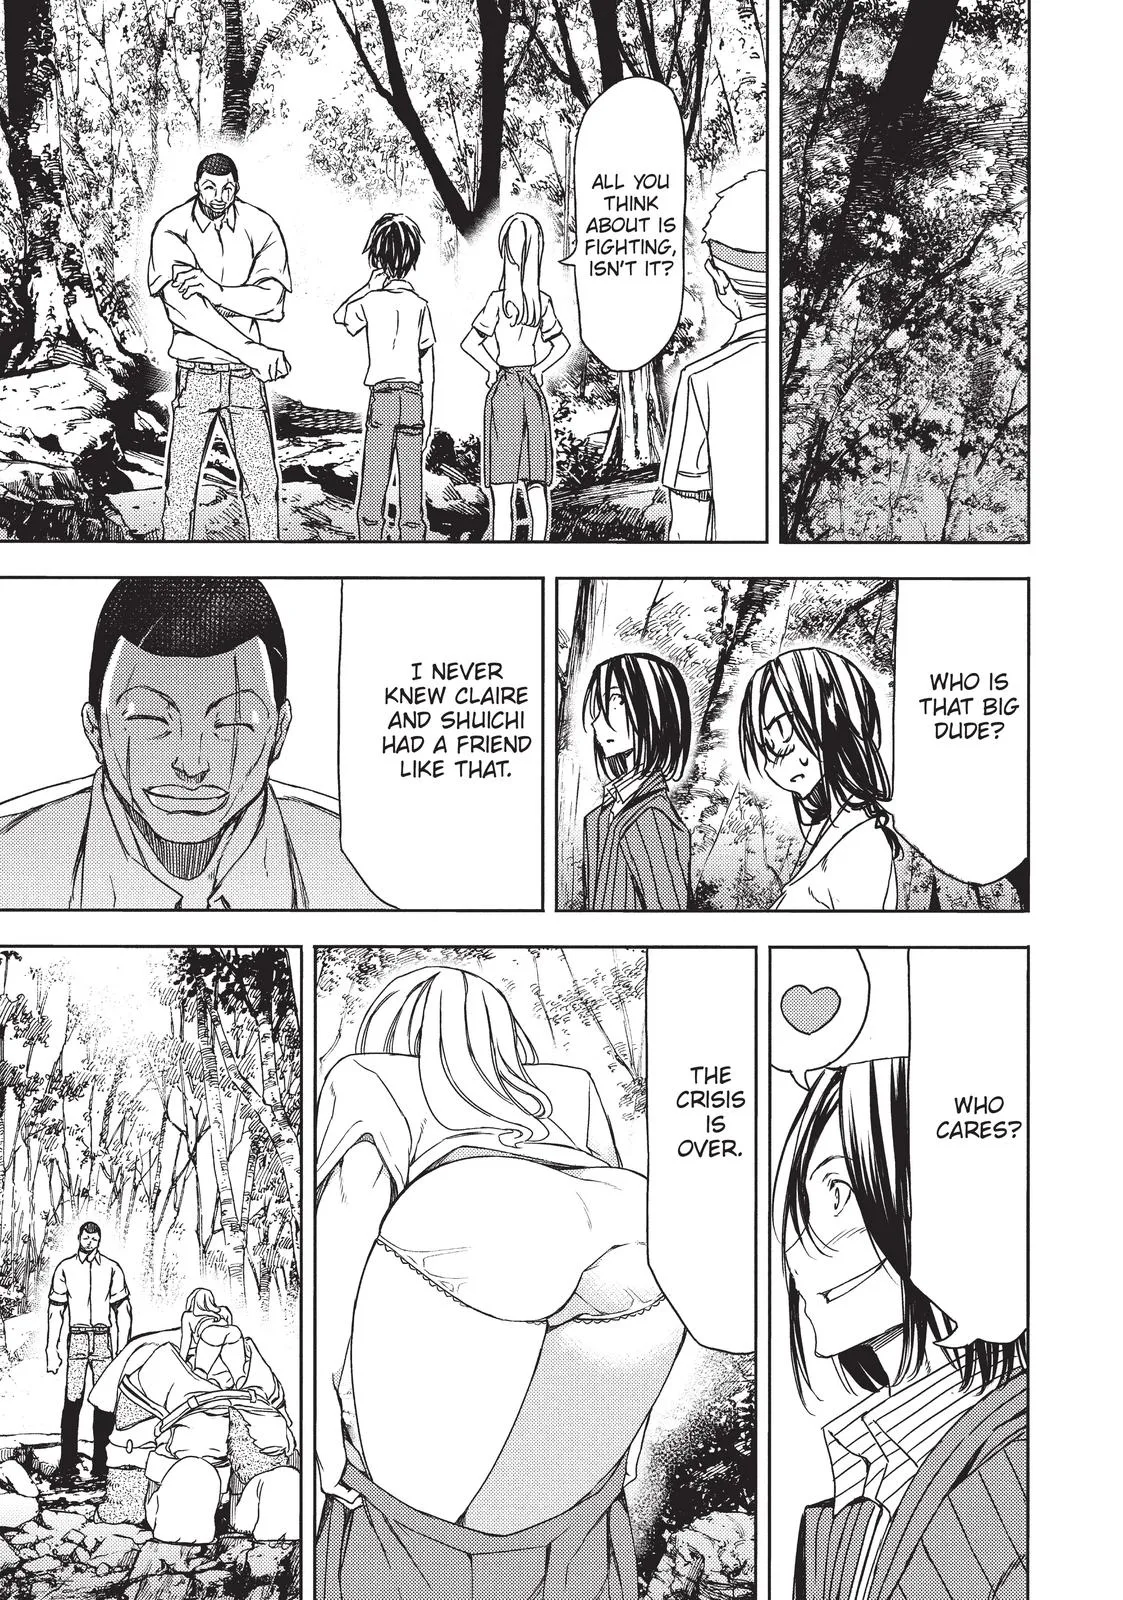 ALL YOU
THINK
ABOUT IS
FIGHTING,
ISN'T IT?
WHO IS
THAT BIG
DUDE?
I NEVER
KNEW CLAIRE
AND SHUICHI
HAD A FRIEND
LIKE THAT.
WHO
CARES?
THE
CRISIS
IS
OVER.